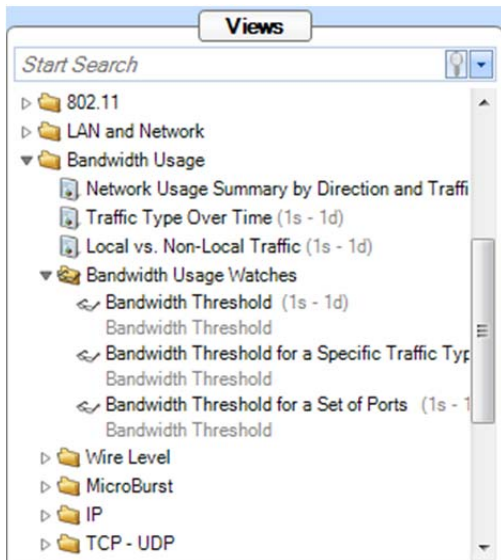 Views
Start Search
802.11
LAN and Network
Bandwidth Usage
Network Usage Summary by Direction and Traffi
Traffic Type Over Time (1s - 1d)
Local vs. Non-Local Traffic (1s - 1d)
Bandwidth Usage Watches
Bandwidth Threshold (1s - 1d)
Bandwidth Threshold
Bandwidth Threshold for a Specific Traffic Typ
Bandwidth Threshold
Bandwidth Threshold for a Set of Ports (1s - 1
Bandwidth Threshold
Wire Level
MicroBurst
IP
TCP - UDP